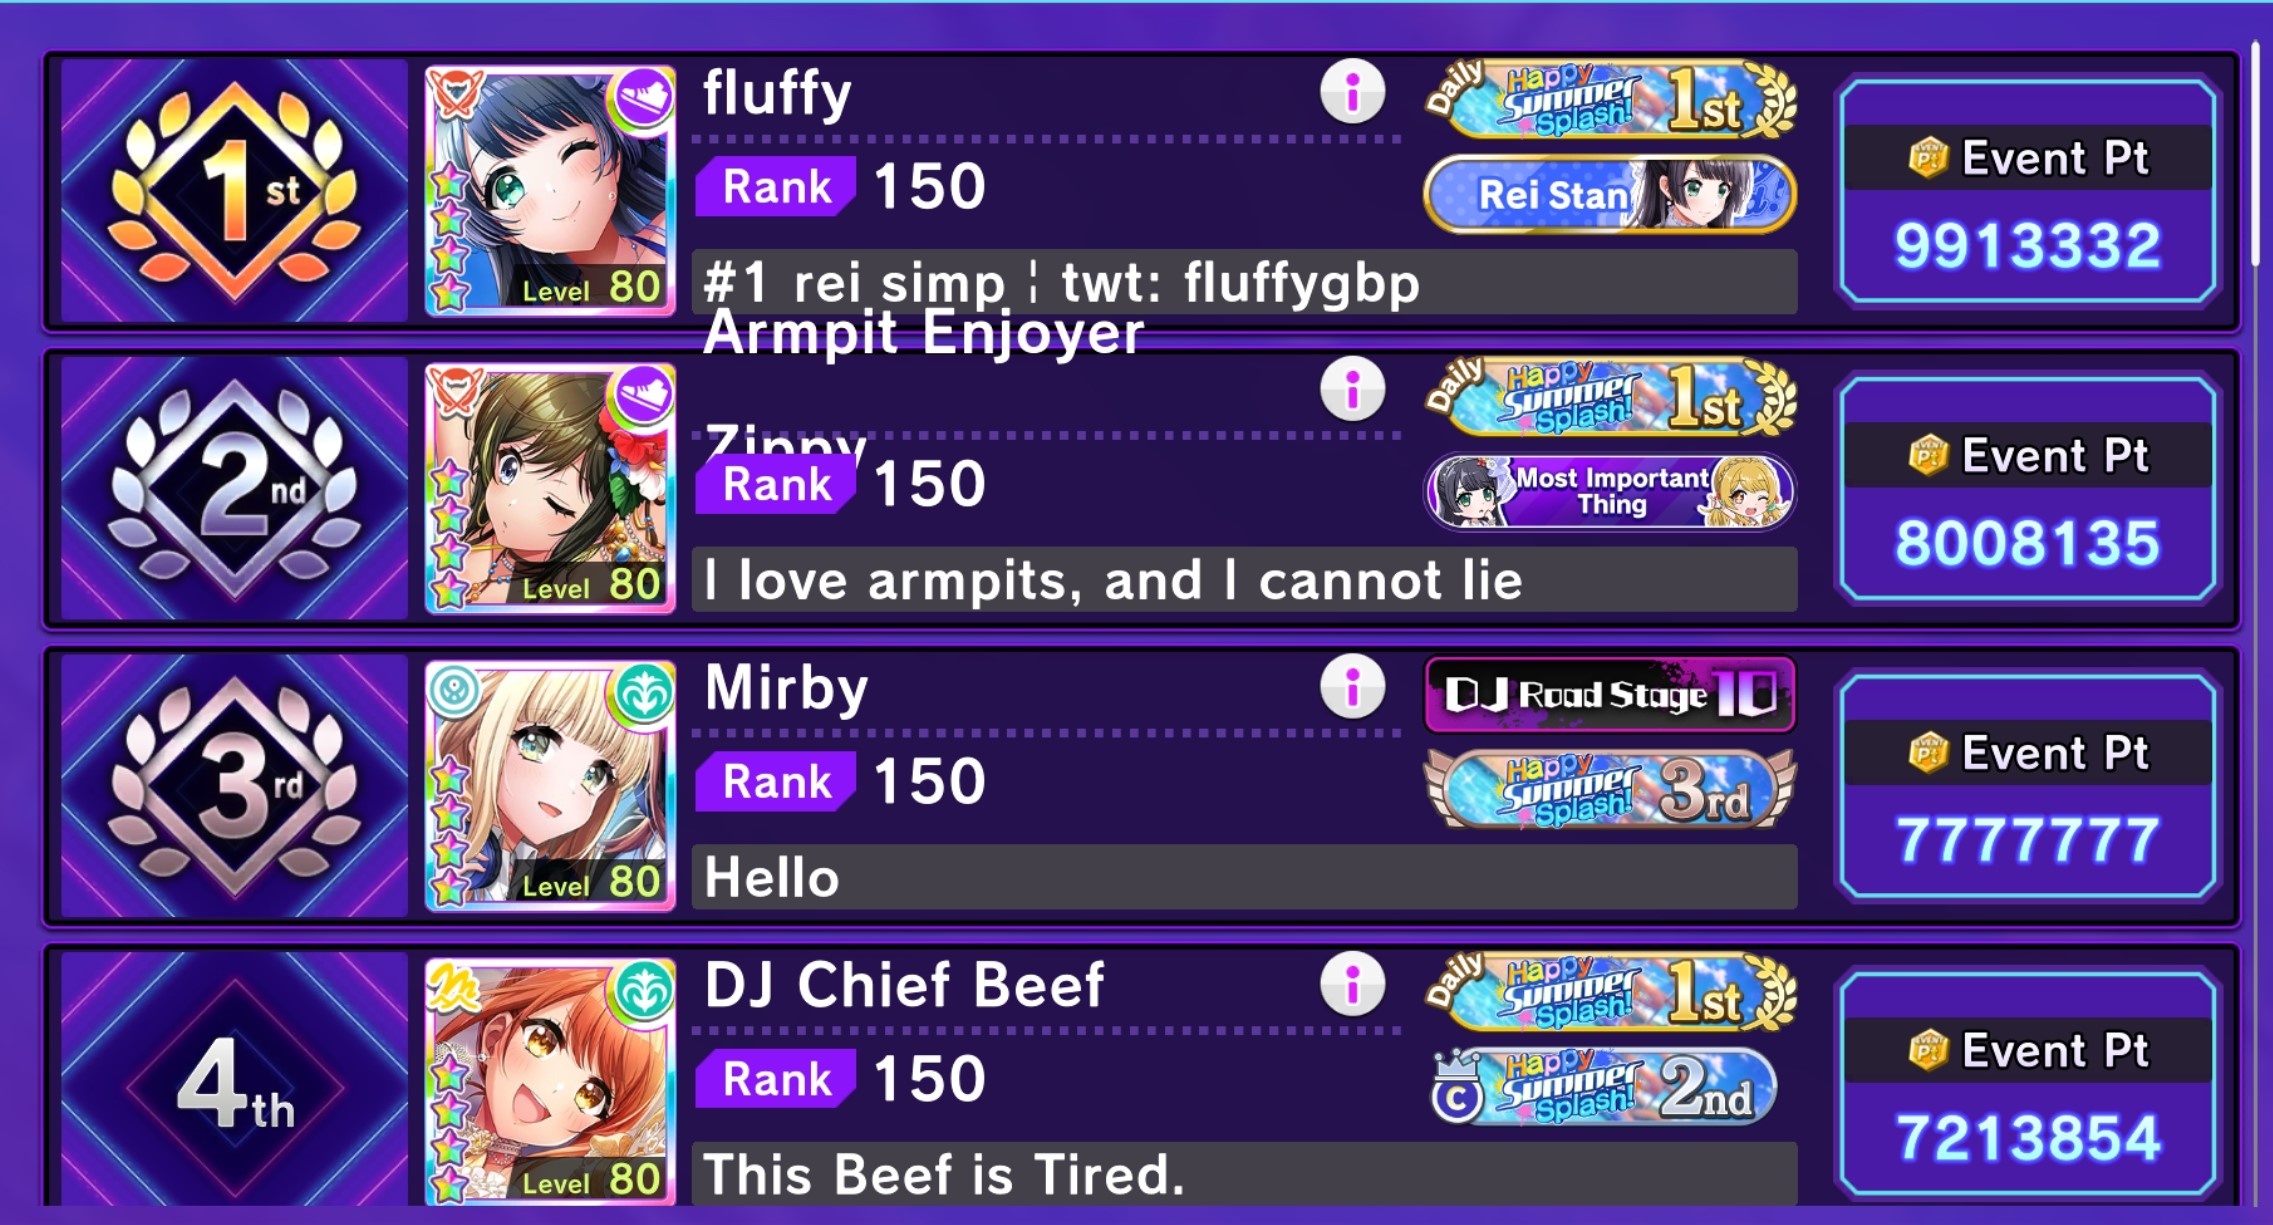 1st
Level 80
fluffy
Rank 150
#1 rei simp ¦ twt: fluffygbp
Daily Happy Summer Splash! 1st
Rei Stan
Event Pt
9913332
2nd
Level 80
Armpit Enjoyer
Zippy
Rank 150
I love armpits, and I cannot lie
Daily Happy Summer Splash! 1st
Most Important
Thing
Event Pt
8008135
3rd
Level 80
Mirby
Rank 150
Hello
DJ Road Stage 10
Happy Summer Splash! 3rd
Event Pt
7777777
4th
Level 80
DJ Chief Beef
Rank 150
This Beef is Tired.
Daily Happy Summer Splash! 1st
C Happy Summer Splash! 2nd
Event Pt
7213854